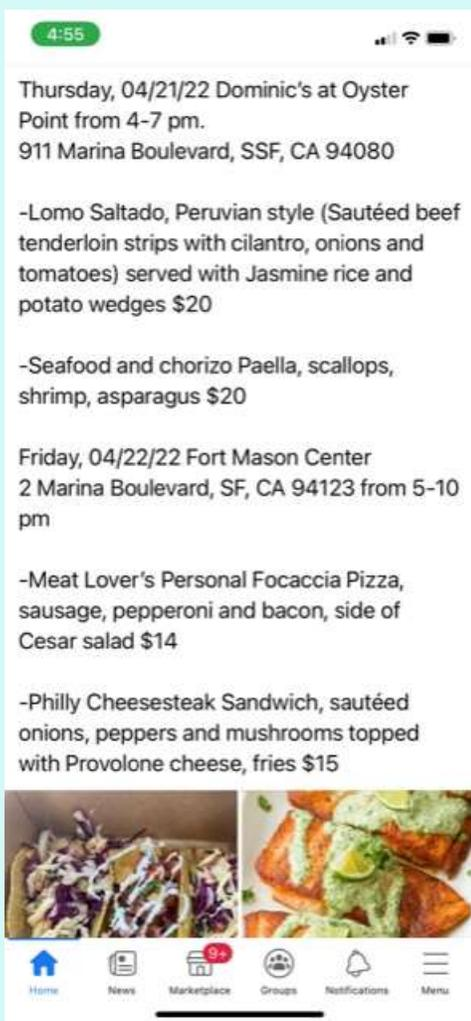 4:55
Thursday, 04/21/22 Dominic's at Oyster
Point from 4-7 pm.
911 Marina Boulevard, SSF, CA 94080
-Lomo Saltado, Peruvian style (Sautéed beef
tenderloin strips with cilantro, onions and
tomatoes) served with Jasmine rice and
potato wedges $20
-Seafood and chorizo Paella, scallops,
shrimp, asparagus $20
Friday, 04/22/22 Fort Mason Center
2 Marina Boulevard, SF, CA 94123 from 5-10
pm
-Meat Lover's Personal Focaccia Pizza,
sausage, pepperoni and bacon, side of
Cesar salad $14
-Philly Cheesesteak Sandwich, sautéed
onions, peppers and mushrooms topped
with Provolone cheese, fries $15
9+
Home News Marketplace Groups Notifications Menu